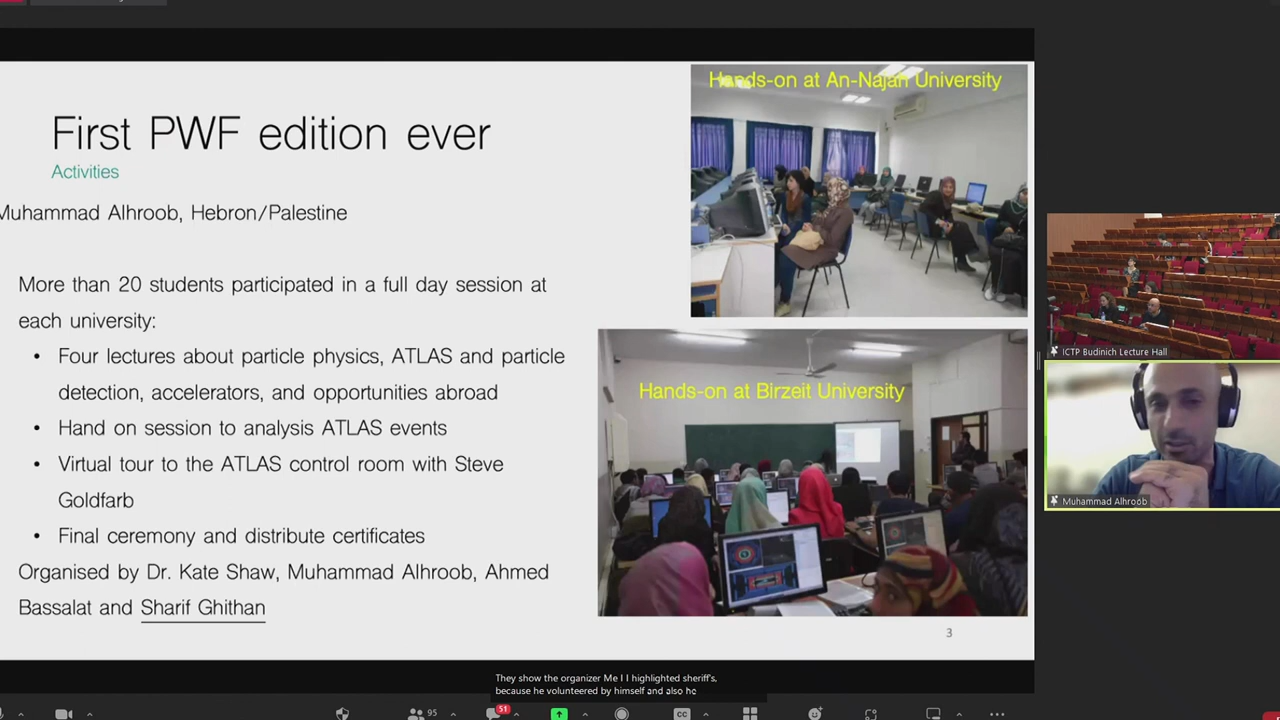 First PWF edition ever
Activities
Muhammad Alhroob, Hebron/Palestine
More than 20 students participated in a full day session at
each university:
• Four lectures about particle physics, ATLAS and particle
detection, accelerators, and opportunities abroad
• Hand on session to analysis ATLAS events
• Virtual tour to the ATLAS control room with Steve
Goldfarb
• Final ceremony and distribute certificates
Organised by Dr. Kate Shaw, Muhammad Alhroob, Ahmed
Bassalat and Sharif Ghithan
Hands-on at An-Najah University
Hands-on at Birzeit University
3
ICTP Budinich Lecture Hall
Muhammad Alhroob
They show the organizer Me I I highlighted sheriff's,
because he volunteered by himself and also he
95
51
CC